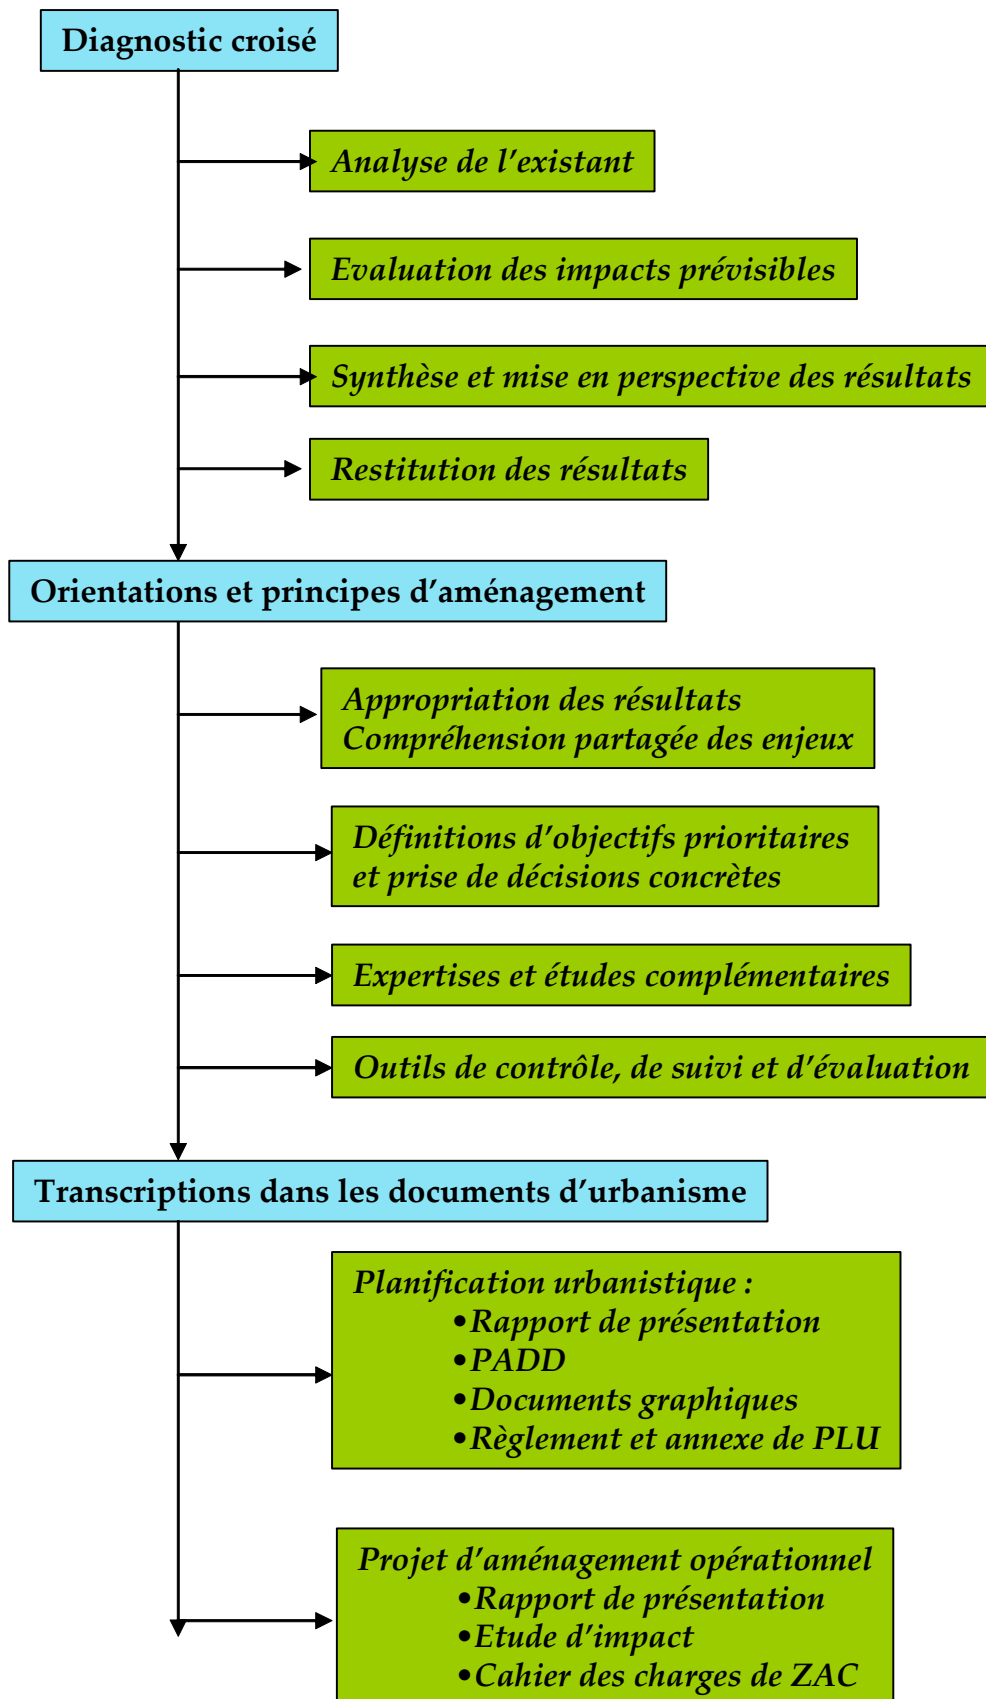 Diagnostic croisé
Analyse de l’existant
Evaluation des impacts prévisibles
Synthèse et mise en perspective des résultats
Restitution des résultats
Orientations et principes d’aménagement
Appropriation des résultats
Compréhension partagée des enjeux
Définitions d’objectifs prioritaires
et prise de décisions concrètes
Expertises et études complémentaires
Outils de contrôle, de suivi et d’évaluation
Transcriptions dans les documents d’urbanisme
Planification urbanistique :
•Rapport de présentation
•PADD
•Documents graphiques
•Règlement et annexe de PLU
Projet d’aménagement opérationnel
•Rapport de présentation
•Etude d’impact
•Cahier des charges de ZAC